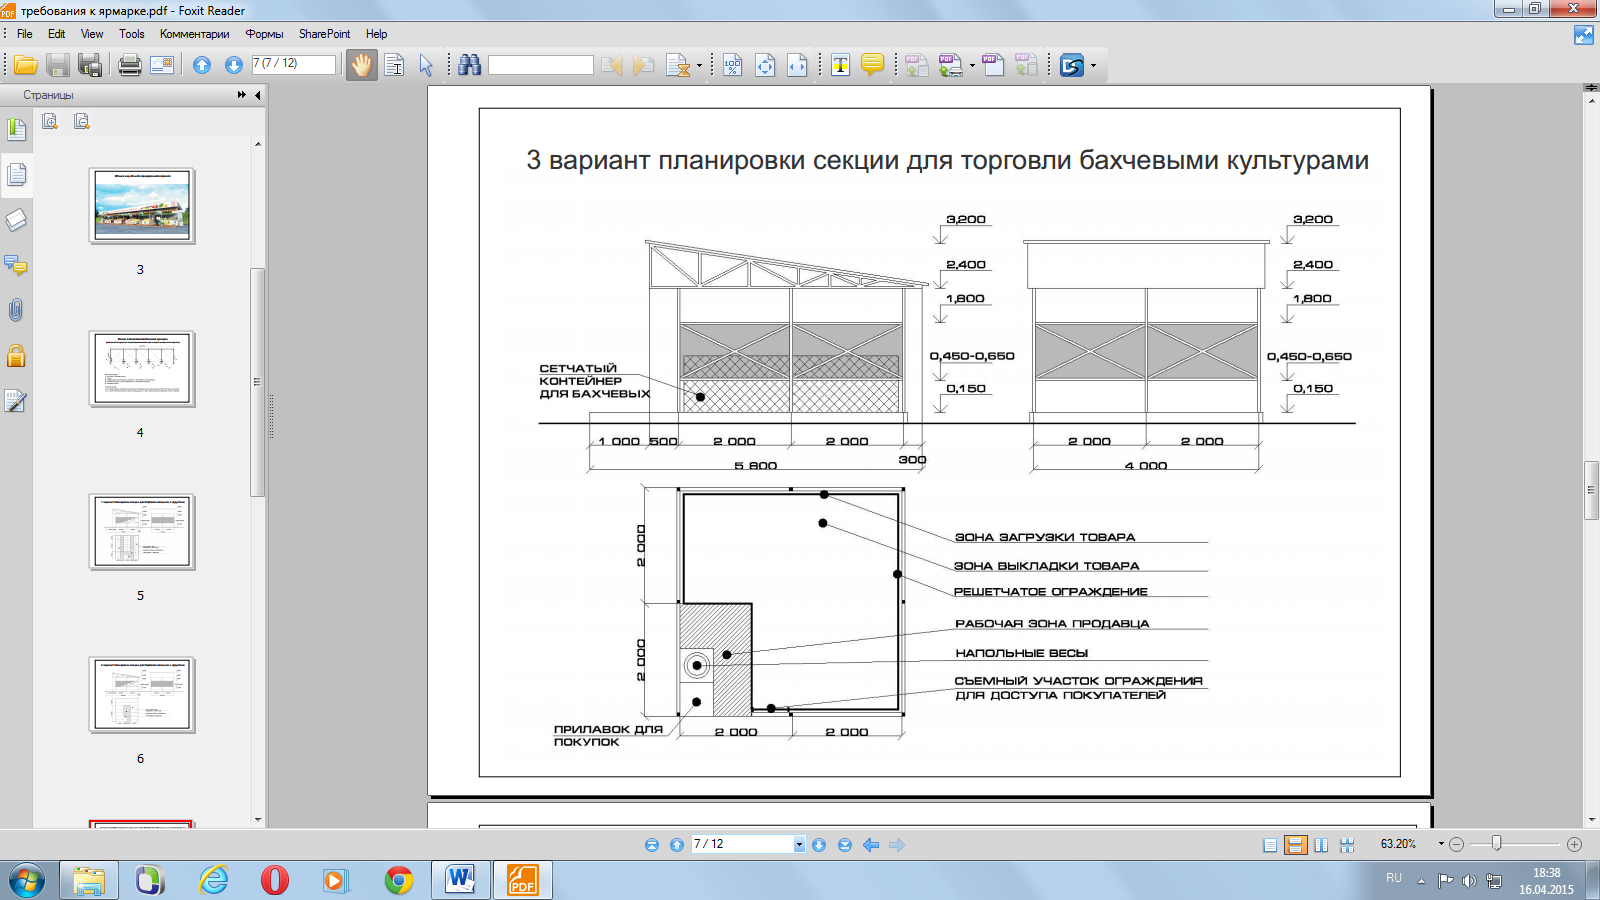 требования к ярмарке.pdf - Foxit Reader
File Edit View Tools Комментарии Формы SharePoint Help
7 (7 / 12)
Страницы
3
4
5
6
3 вариант планировки секции для торговли бахчевыми культурами
3,200 3,200
2,400 2,400
1,800 1,800
0,450-0,650 0,450-0,650
0,150 0,150
СЕТЧАТЫЙ
КОНТЕЙНЕР
ДЛЯ БАХЧЕВЫХ
1 000 500 2 000 2 000 2 000 2 000
300
5 800 4 000
2 000
2 000
ЗОНА ЗАГРУЗКИ ТОВАРА
ЗОНА ВЫКЛАДКИ ТОВАРА
РЕШЕТЧАТОЕ ОГРАЖДЕНИЕ
РАБОЧАЯ ЗОНА ПРОДАВЦА
НАПОЛЬНЫЕ ВЕСЫ
СЪЕМНЫЙ УЧАСТОК ОГРАЖДЕНИЯ
ДЛЯ ДОСТУПА ПОКУПАТЕЛЕЙ
ПРИЛАВОК ДЛЯ
ПОКУПОК
2 000 2 000
7 / 12
63.20%
RU
18:38
16.04.2015